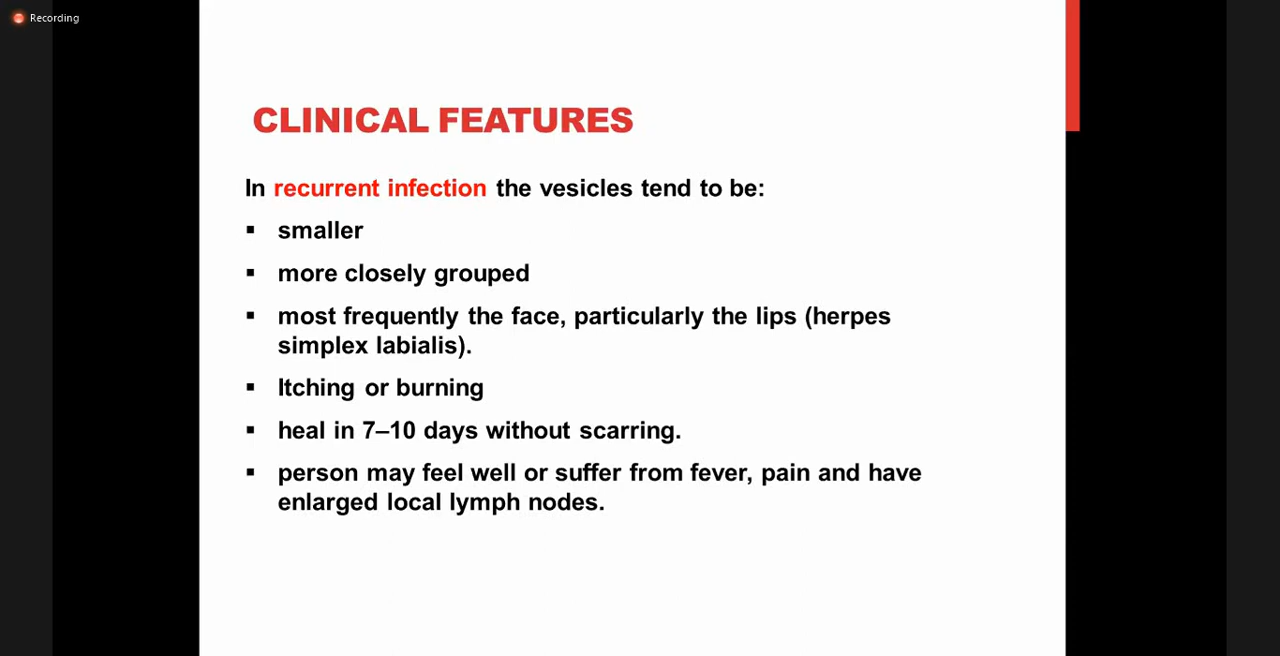 Recording
CLINICAL FEATURES
In recurrent infection the vesicles tend to be:
▪ smaller
▪ more closely grouped
▪ most frequently the face, particularly the lips (herpes
simplex labialis).
▪ Itching or burning
▪ heal in 7–10 days without scarring.
▪ person may feel well or suffer from fever, pain and have
enlarged local lymph nodes.